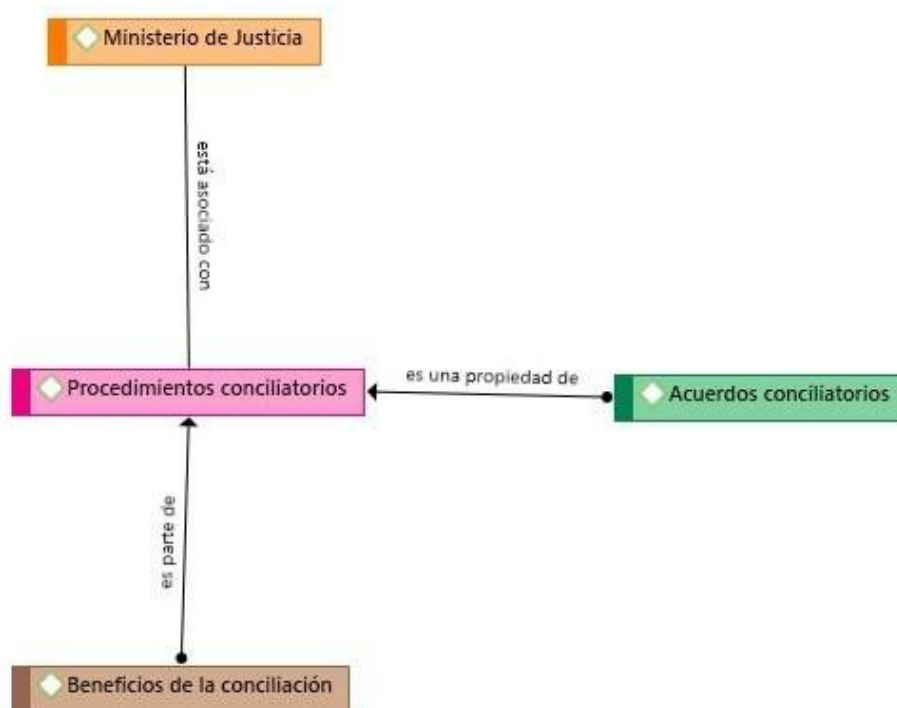 Ministerio de Justicia
está asociado con
Procedimientos conciliatorios
es una propiedad de
Acuerdos conciliatorios
es parte de
Beneficios de la conciliación